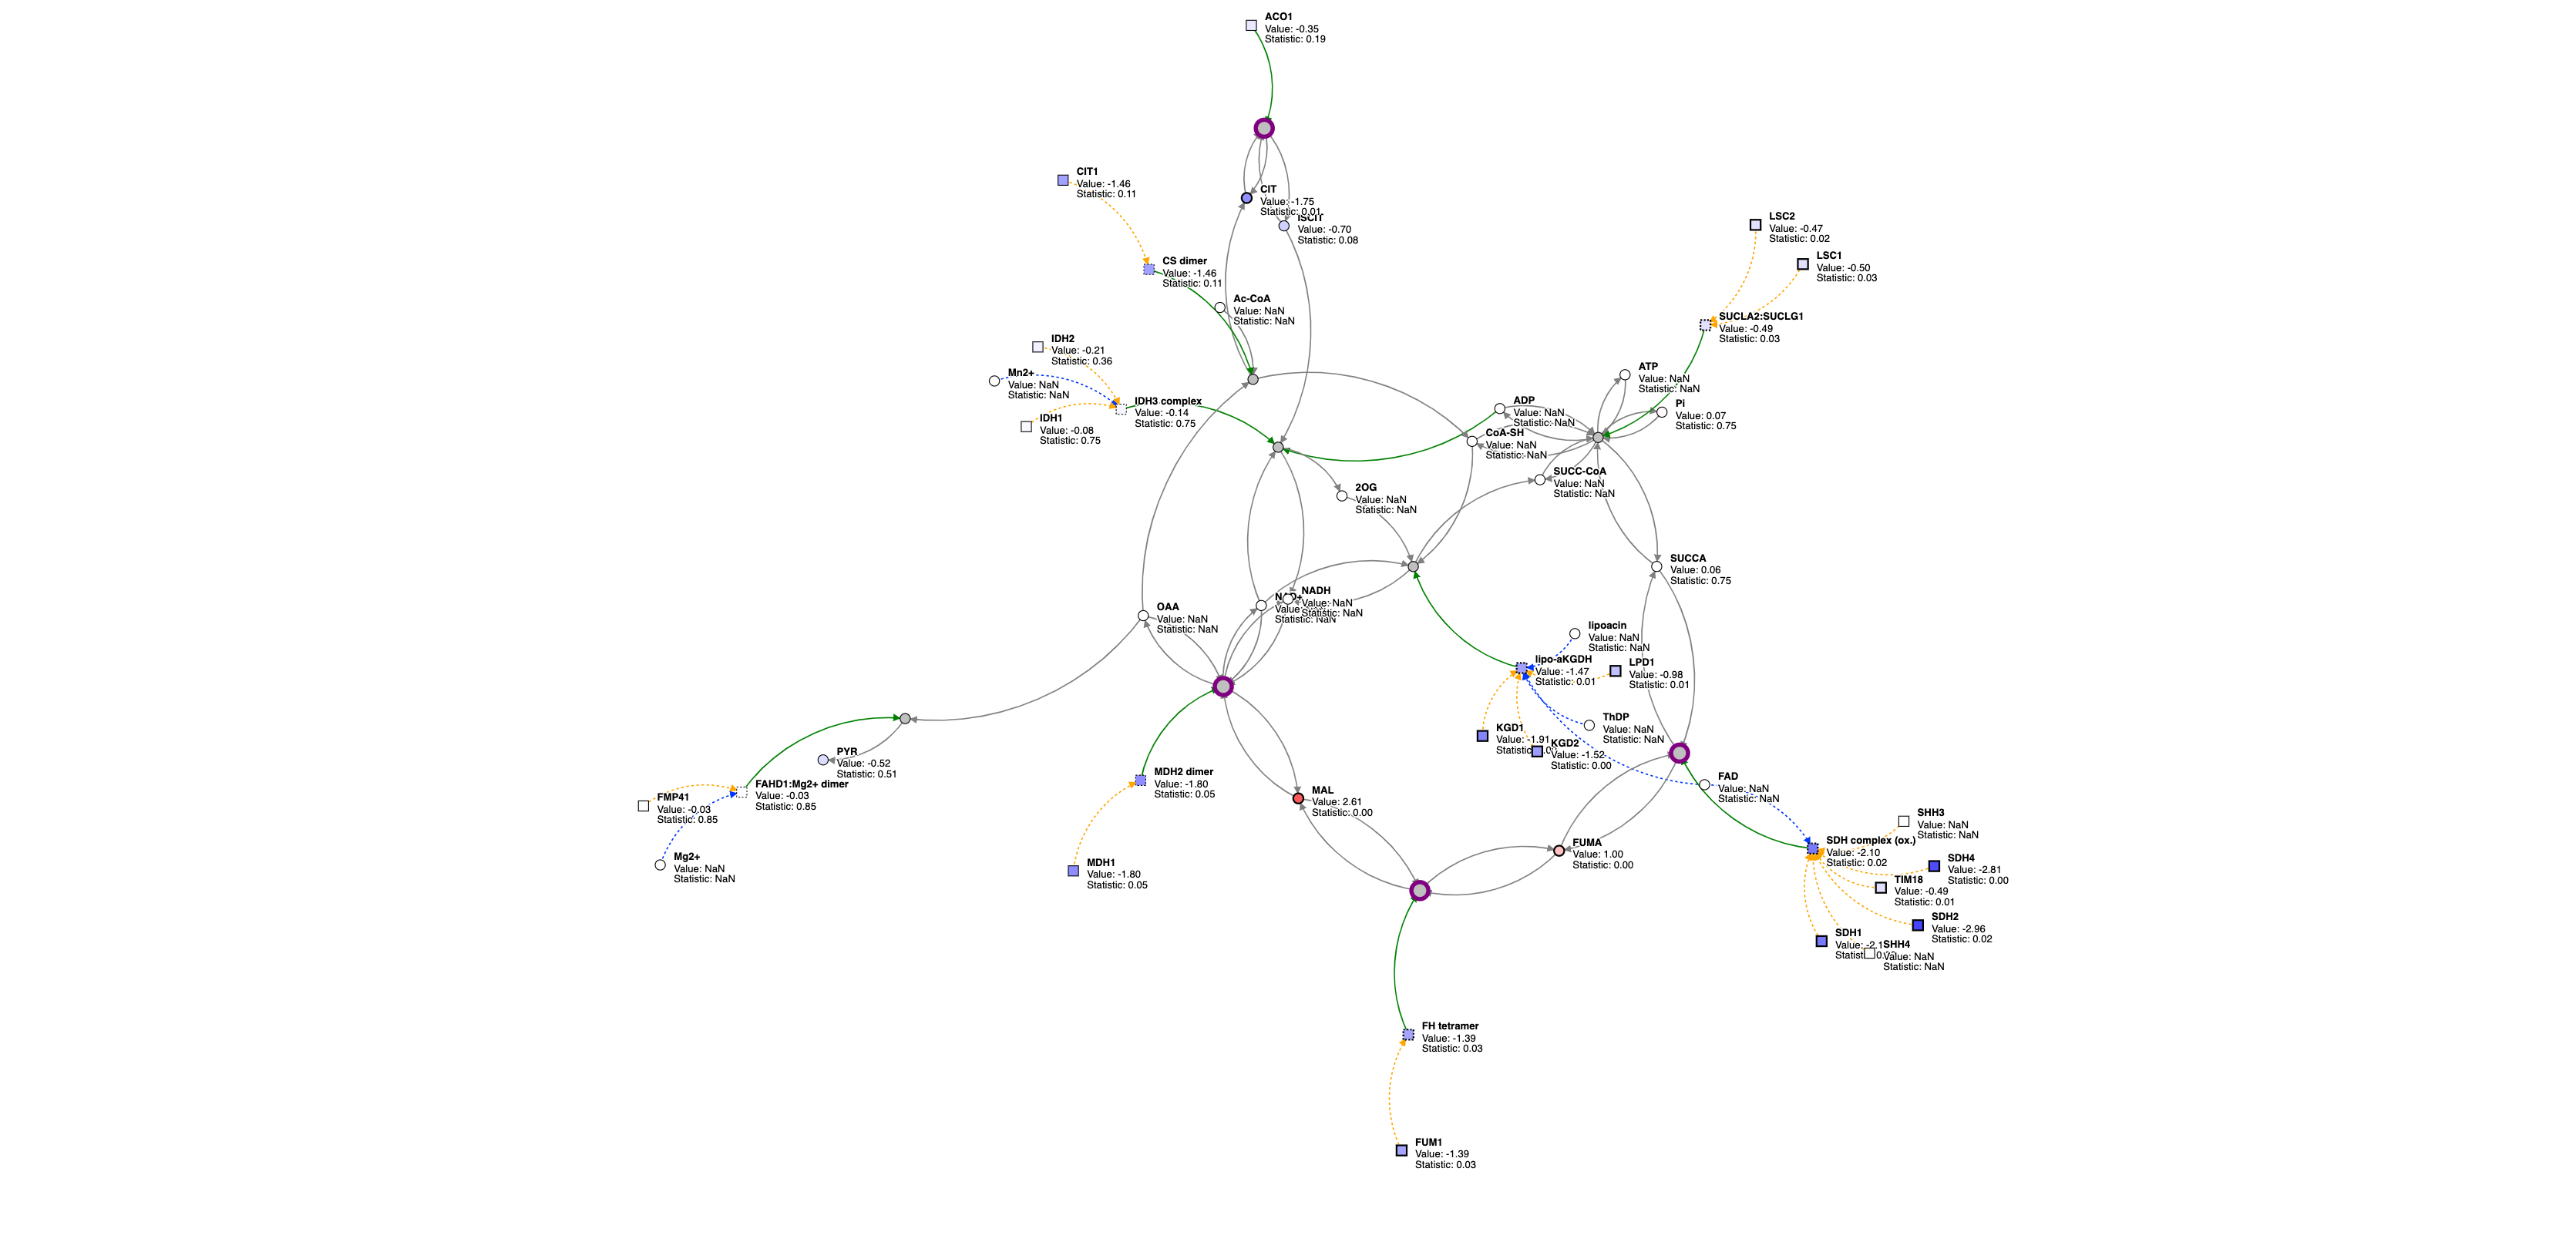 ACO1
Value: -0.35
Statistic: 0.19
CIT1
Value: -1.46
Statistic: 0.11
CIT
Value: -1.75
Statistic: 0.01
ISCIT
Value: -0.70
Statistic: 0.08
LSC2
Value: -0.47
Statistic: 0.02
LSC1
Value: -0.50
Statistic: 0.03
CS dimer
Value: -1.46
Statistic: 0.11
Ac-CoA
Value: NaN
Statistic: NaN
SUCLA2:SUCLG1
Value: -0.49
Statistic: 0.03
IDH2
Value: -0.21
Statistic: 0.36
Mn2+
Value: NaN
Statistic: NaN
IDH3 complex
Value: -0.14
Statistic: 0.75
IDH1
Value: -0.08
Statistic: 0.75
ATP
Value: NaN
Statistic: NaN
ADP
Value: NaN
Statistic: NaN
Pi
Value: 0.07
Statistic: 0.75
CoA-SH
Value: NaN
Statistic: NaN
SUCC-CoA
Value: NaN
Statistic: NaN
2OG
Value: NaN
Statistic: NaN
SUCCA
Value: 0.06
Statistic: 0.75
NAD+
Value:
Statistic: NaN
NADH
Value: NaN
Statistic: NaN
OAA
Value: NaN
Statistic: NaN
lipoacin
Value: NaN
Statistic: NaN
lipo-aKGDH
Value: -1.47
Statistic: 0.01
LPD1
Value: -0.98
Statistic: 0.01
ThDP
Value: NaN
Statistic: NaN
KGD1
Value: -1.91
Statistic:
KGD2
Value: -1.52
Statistic: 0.00
PYR
Value: -0.52
Statistic: 0.51
FAHD1:Mg2+ dimer
Value: -0.03
Statistic: 0.85
FMP41
Value: -0.03
Statistic: 0.85
Mg2+
Value: NaN
Statistic: NaN
MDH2 dimer
Value: -1.80
Statistic: 0.05
MDH1
Value: -1.80
Statistic: 0.05
MAL
Value: 2.61
Statistic: 0.00
FAD
Value: NaN
Statistic: NaN
FUMA
Value: 1.00
Statistic: 0.00
SHH3
Value: NaN
Statistic: NaN
SDH complex (ox.)
Value: -2.10
Statistic: 0.02
SDH4
Value: -2.81
Statistic: 0.00
TIM18
Value: -0.49
Statistic: 0.01
SDH2
Value: -2.96
Statistic: 0.02
SDH1
Value:
SHH4
Value: NaN
Statistic: NaN
FH tetramer
Value: -1.39
Statistic: 0.03
FUM1
Value: -1.39
Statistic: 0.03